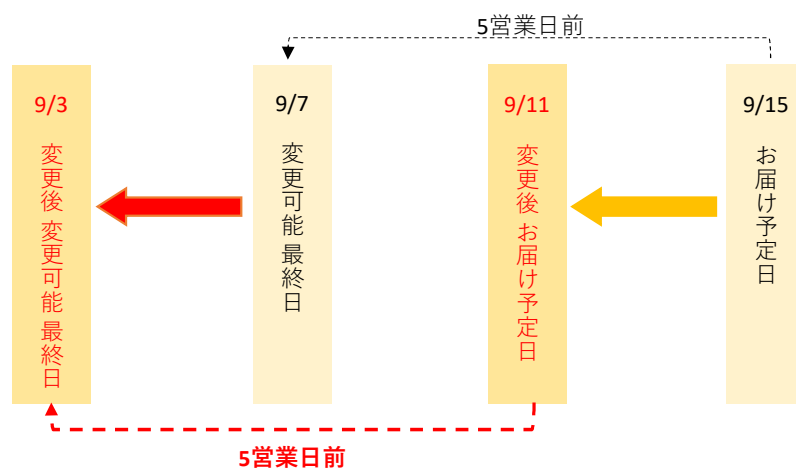 5営業日前
9/3
変更後 変更可能 最終日
9/7
変更可能 最終日
9/11
変更後 お届け予定日
9/15
お届け予定日
5営業日前